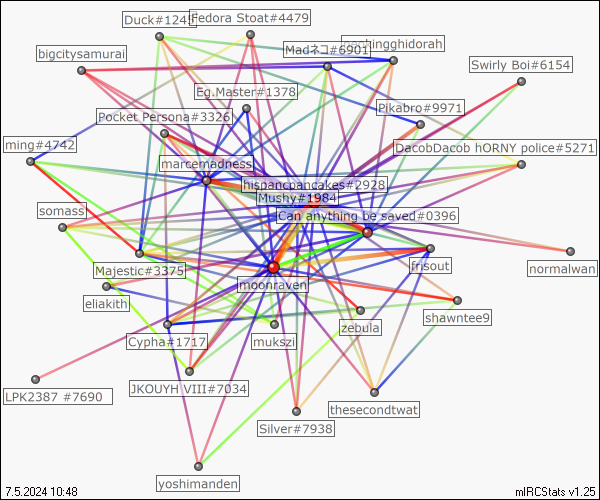 Duck#1245
Fedora Stoat#4479
Madネコ#6901
bigcitysamurai
Swirly Boi#6154
Eg.Master#1378
Pikabro#9971
Pocket Persona#3326
ming#4742
DacobDacob hORNY police#5271
marcemadness
hispancpancakes#2928
Mushy#1984
somass
Can anything be saved#0396
Majestic#3375
frisout
normalwan
moonraven
eliakith
shawntee9
zebula
Cypha#1717
mukszi
JKOUYH VIII#7034
LPK2387 #7690
thesecondtwat
Silver#7938
yoshimanden
7.5.2024 10:48
mIRCStats v1.25